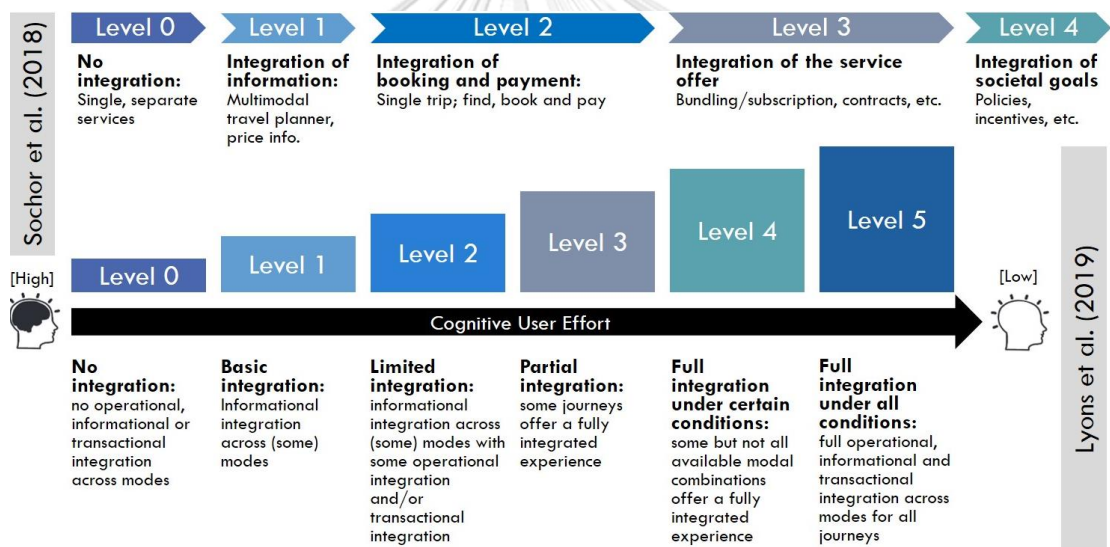 Sochor et al. (2018)
Level 0
Level 1
Level 2
Level 3
Level 4
No
integration:
Single, separate
services
Integration of
information:
Multimodal
travel planner,
price info.
Integration of
booking and payment:
Single trip; find, book and pay
Integration of the service
offer
Bundling/subscription, contracts, etc.
Integration of
societal goals
Policies,
incentives, etc.
Level 0
Level 1
Level 2
Level 3
Level 4
Level 5
[High]
[Low]
Cognitive User Effort
No
integration:
no operational,
informational or
transactional
integration
across modes
Basic
integration:
Informational
integration
across (some)
modes
Limited
integration:
informational
integration across
(some) modes with
some operational
integration
and/or
transactional
integration
Partial
integration:
some journeys
offer a fully
integrated
experience
Full
integration
under certain
conditions:
some but not all
available modal
combinations
offer a fully
integrated
experience
Full
integration
under all
conditions:
full operational,
informational and
transactional
integration across
modes for all
journeys
Lyons et al. (2019)